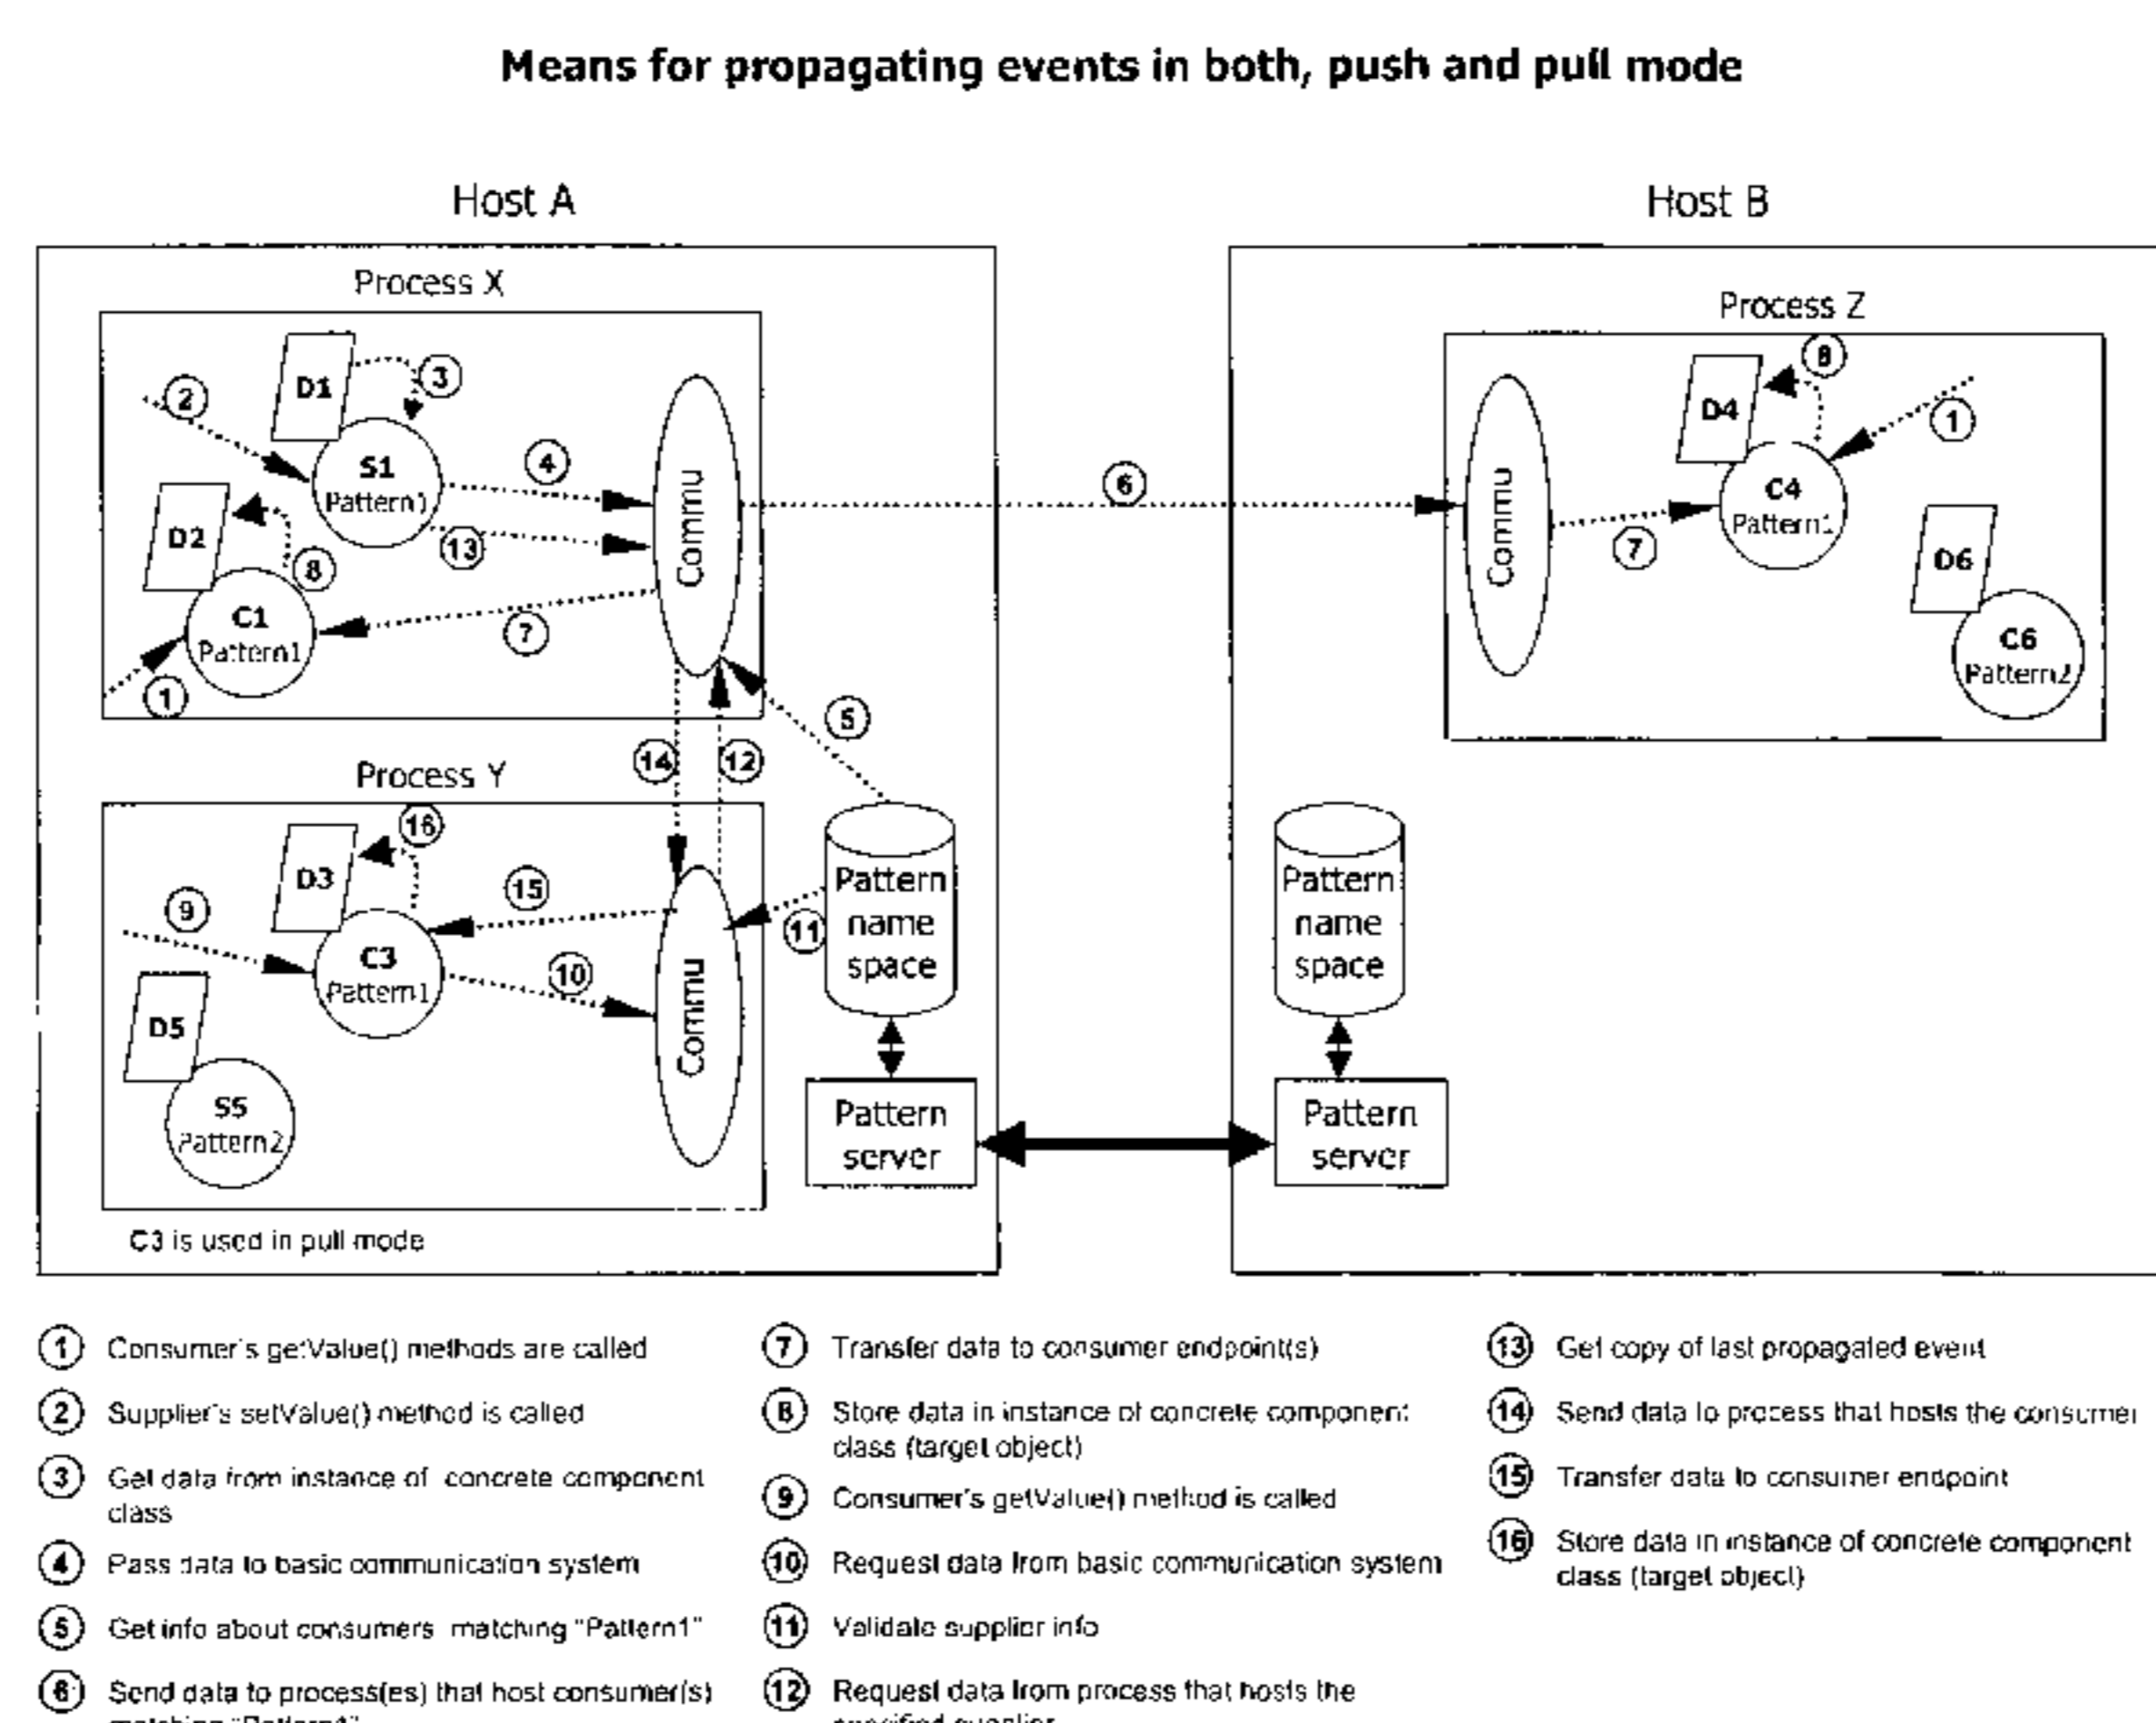 Means for propagating events in both, push and pull mode
Host A
Host B
Process X
Process Z
D1
3
2
S1
Pattern1
4
Commu
13
D2
8
C1
Pattern1
7
1
6
Commu
7
D4
8
1
C4
Pattern1
D6
C6
Pattern2
5
14
12
Process Y
D3
16
9
15
C3
Pattern1
10
11
D5
S5
Pattern2
Commu
Pattern
name
space
Pattern
server
Pattern
name
space
Pattern
server
C3 is used in pull mode
1 Consumer's getValue() methods are called
2 Supplier's setValue() method is called
3 Get data from instance of concrete component
class
4 Pass data to basic communication system
5 Get info about consumers matching "Pattern1"
6 Send data to process(es) that host consumer(s)
7 Transfer data to consumer endpoint(s)
8 Store data in instance of concrete component
class (target object)
9 Consumer's getValue() method is called
10 Request data from basic communication system
11 Validate supplier info
12 Request data from process that hosts the
13 Get copy of last propagated event
14 Send data to process that hosts the consumer
15 Transfer data to consumer endpoint
16 Store data in instance of concrete component
class (target object)